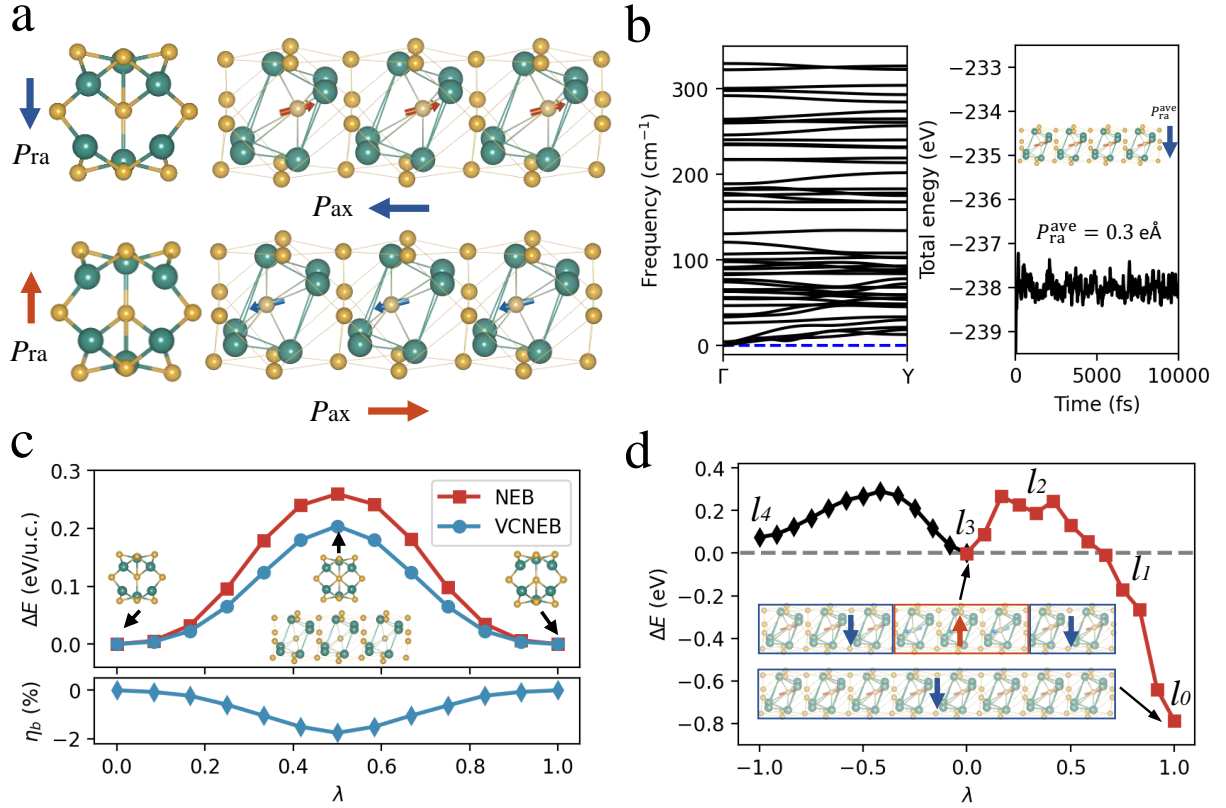 a
Pra
Pax
Pra
Pax
b
Frequency (cm⁻¹)
300
200
100
0
Γ
Y
Total enegy (eV)
−233
−234
−235
−236
−237
−238
−239
Pra^ave
Pra^ave = 0.3 eÅ
0
5000
10000
Time (fs)
c
ΔE (eV/u.c.)
0.3
0.2
0.1
0.0
NEB
VCNEB
ηb (%)
0
−2
0.0
0.2
0.4
0.6
0.8
1.0
λ
d
ΔE (eV)
0.4
0.2
0.0
−0.2
−0.4
−0.6
−0.8
l4
l3
l2
l1
l0
−1.0
−0.5
0.0
0.5
1.0
λ